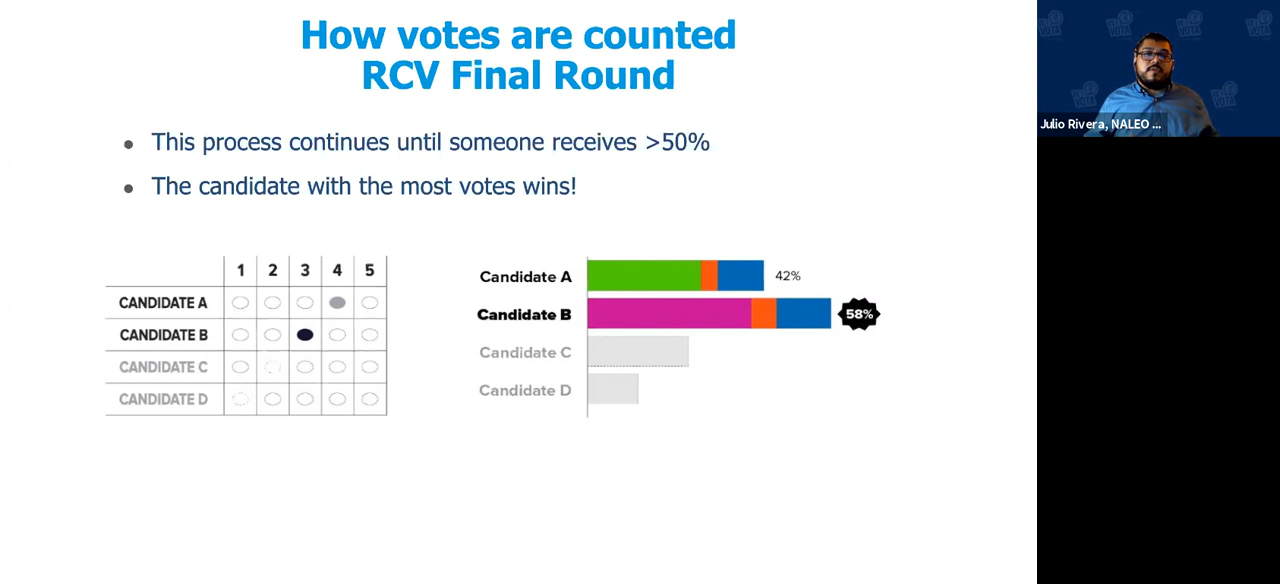 How votes are counted
RCV Final Round
• This process continues until someone receives >50%
• The candidate with the most votes wins!
1 2 3 4 5
CANDIDATE A
CANDIDATE B
CANDIDATE C
CANDIDATE D
Candidate A 42%
Candidate B 58%
Candidate C
Candidate D
Julio Rivera, NALEO ...